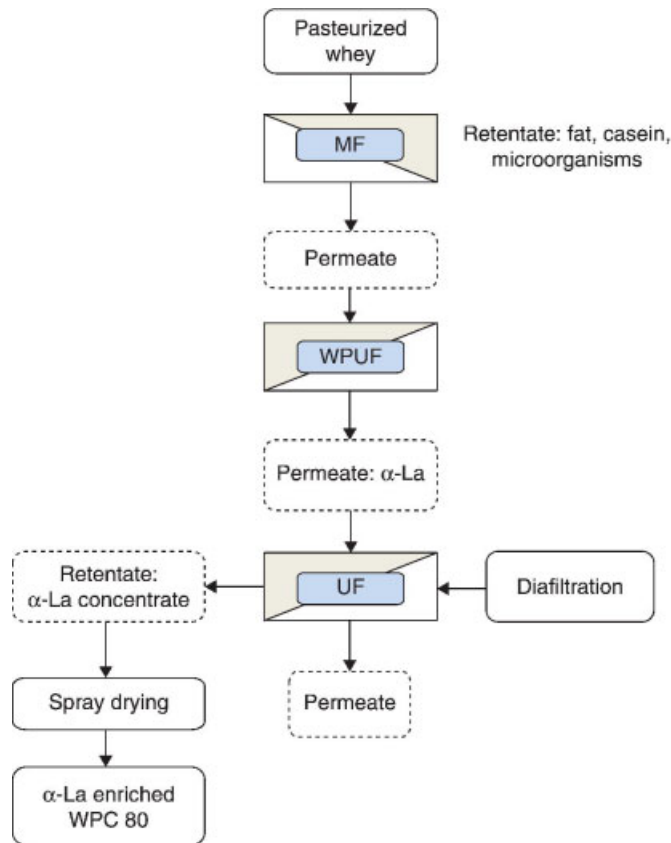 Pasteurized
whey
MF
Retentate: fat, casein,
microorganisms
Permeate
WPUF
Permeate: α-La
Retentate:
α-La concentrate
UF
Diafiltration
Spray drying
Permeate
α-La enriched
WPC 80